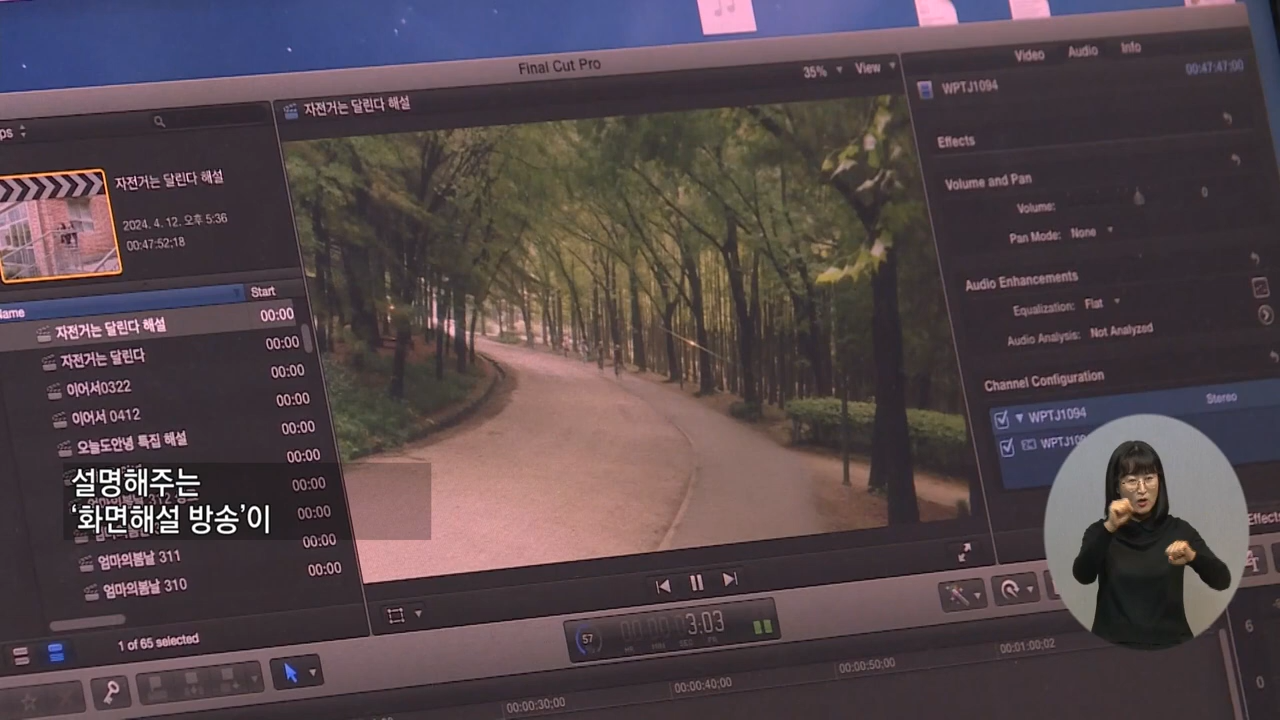 Final Cut Pro
ps
자전거는 달린다 해설
35%
View
Video
Audio
Info
WPTJ1094
00:47:47:00
Effects
Volume and Pan
Volume:
0
Pan Mode: None
Audio Enhancements
Equalization: Flat
Audio Analysis: Not Analyzed
Channel Configuration
WPTJ1094
Stereo
자전거는 달린다 해설
2024. 4. 12. 오후 5:36
00:47:52:18
Name
Start
자전거는 달린다 해설
00:00
자전거는 달린다
00:00
이어서0322
00:00
이어서 0412
00:00
오늘도안녕 특집 해설
00:00
00:00
00:00
00:00
엄마의봄날 311
00:00
엄마의봄날 310
00:00
설명해주는
‘화면해설 방송’이
1 of 65 selected
57
3:03
Effects
00:00:30:00
00:00:40:00
00:00:50:00
00:01:00:02
6
0